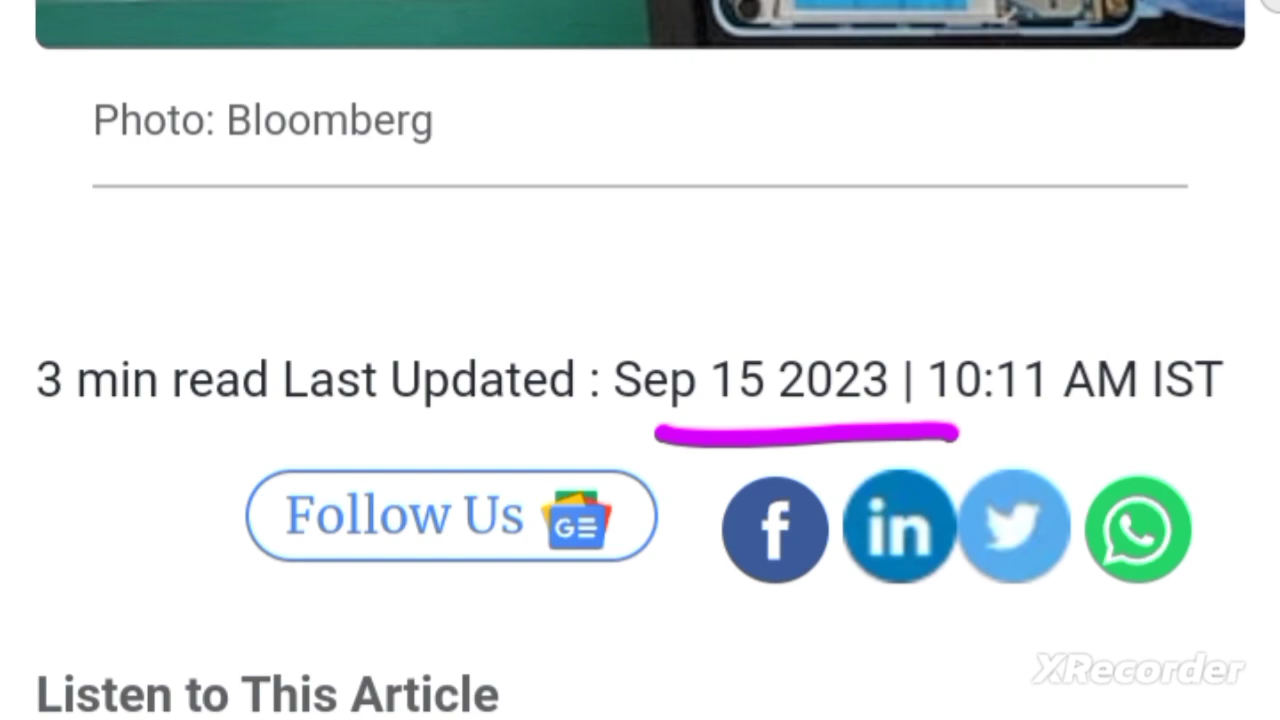 Photo: Bloomberg
3 min read Last Updated : Sep 15 2023 | 10:11 AM IST
Follow Us GE
f in
Listen to This Article
XRecorder